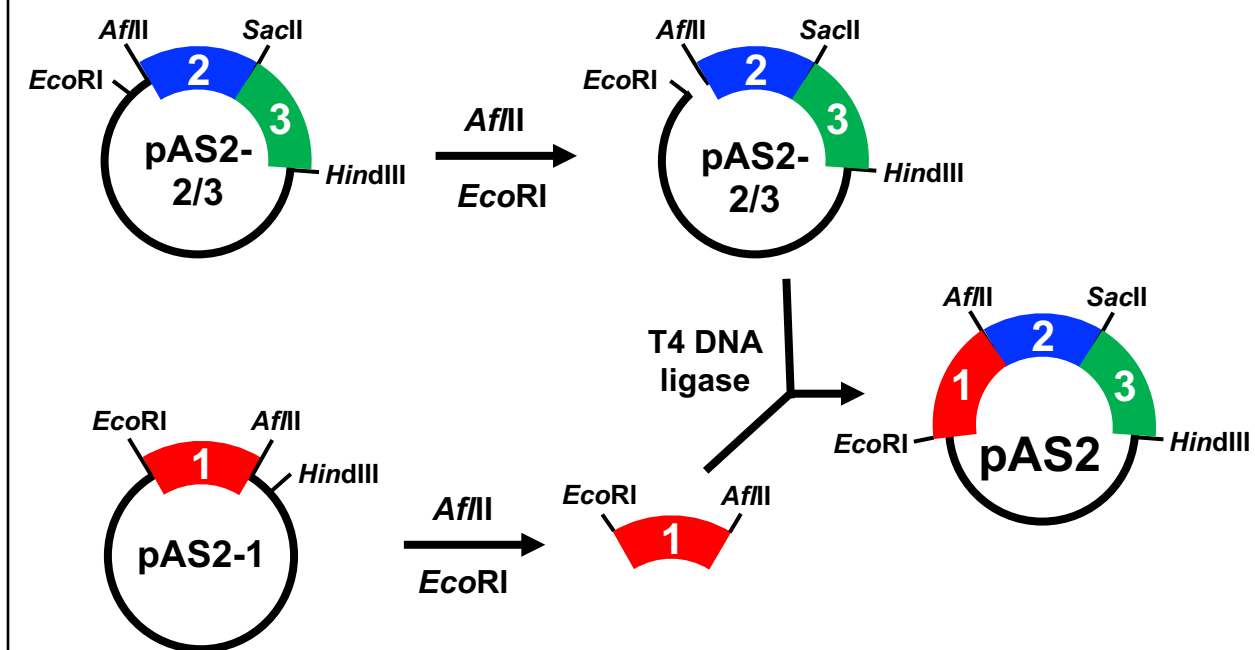 AflII
SacII
EcoRI
2
3
pAS2-
2/3
HindIII
AflII
EcoRI
AflII
SacII
EcoRI
2
3
pAS2-
2/3
HindIII
T4 DNA
ligase
EcoRI
AflII
1
HindIII
pAS2-1
AflII
EcoRI
EcoRI
AflII
1
AflII
SacII
2
1
3
EcoRI
HindIII
pAS2